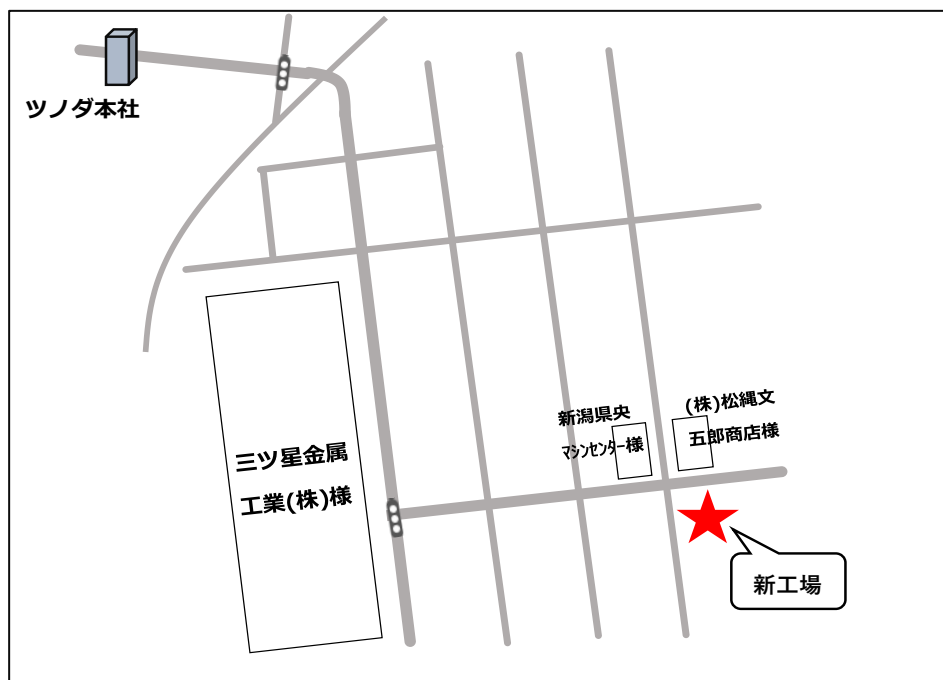 ツノダ本社
三ツ星金属
工業(株)様
新潟県央
マシンセンター様
(株)松縄文
五郎商店様
新工場